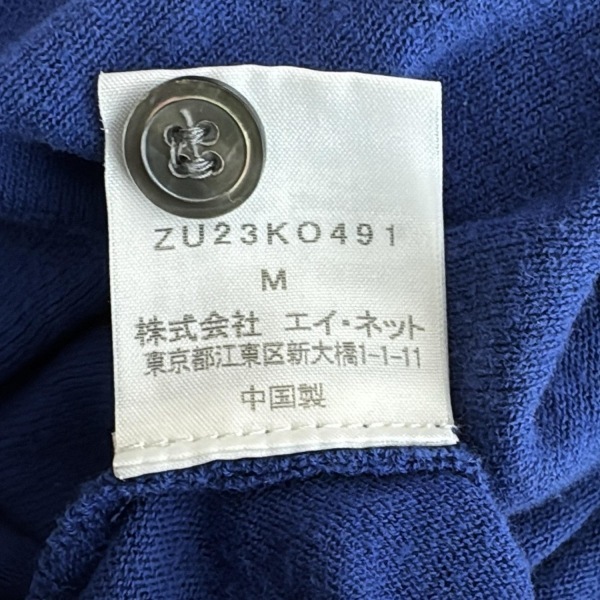 ZU23KO491
M
株式会社 エイ・ネット
東京都江東区新大橋1-1-11
中国製